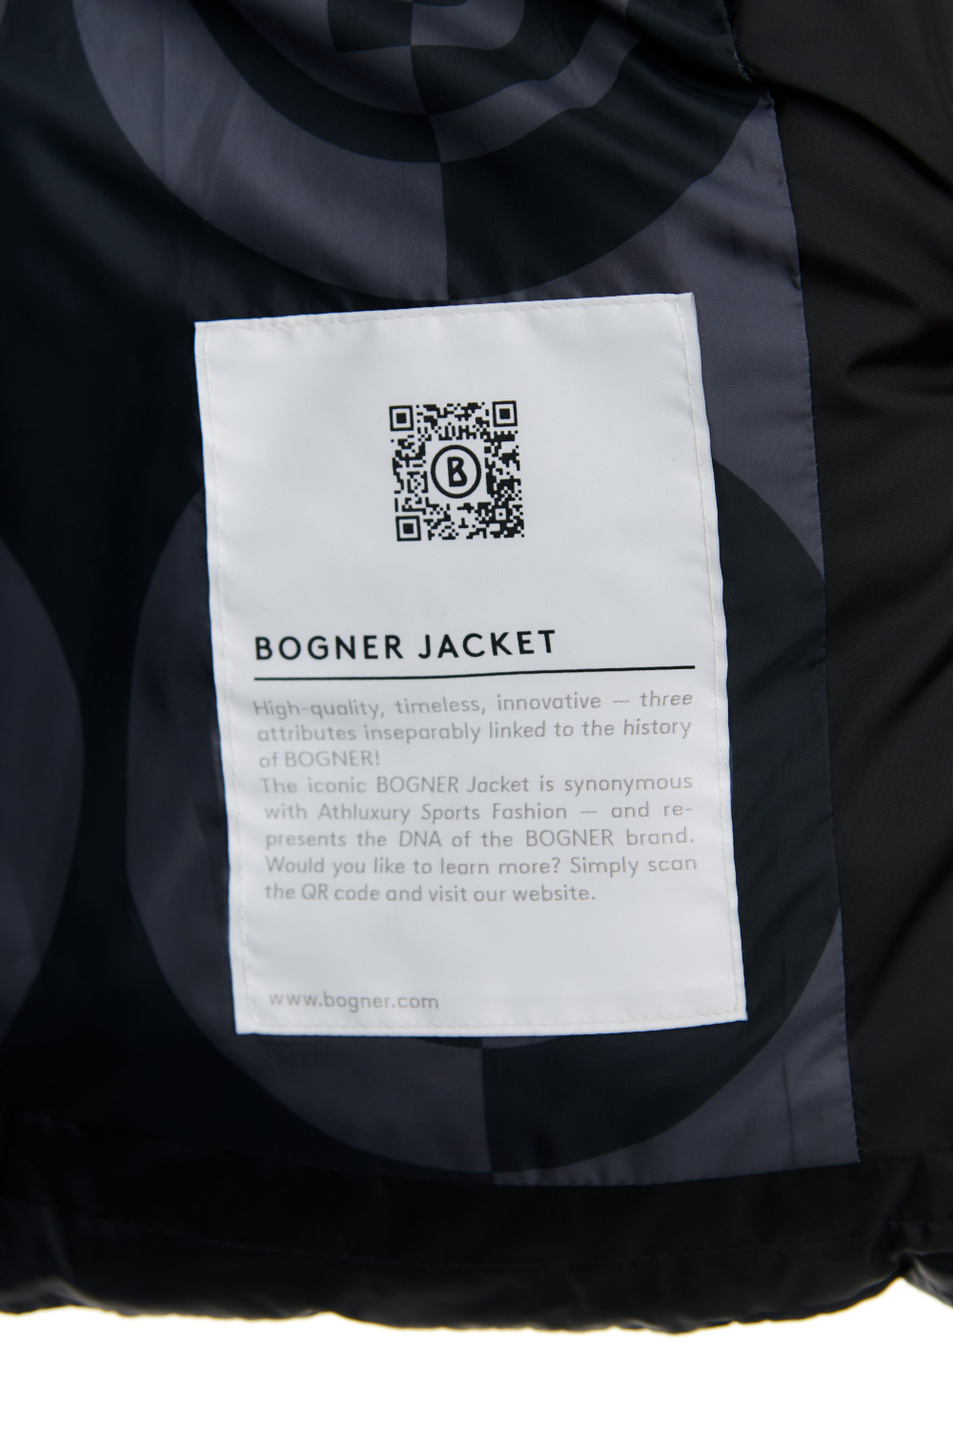 B
BOGNER JACKET
High-quality, timeless, innovative — three
attributes inseparably linked to the history
of BOGNER!
The iconic BOGNER Jacket is synonymous
with Athluxury Sports Fashion — and re-
presents the DNA of the BOGNER brand.
Would you like to learn more? Simply scan
the QR code and visit our website.
www.bogner.com